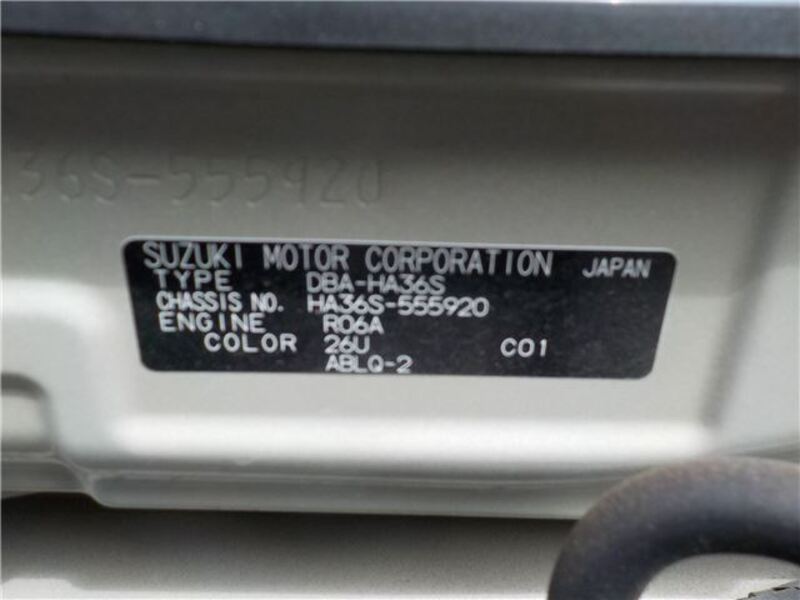 36S-555920
SUZUKI MOTOR CORPORATION JAPAN
TYPE DBA-HA36S
CHASSIS NO. HA36S-555920
ENGINE R06A
COLOR 26U C01
ABLQ-2